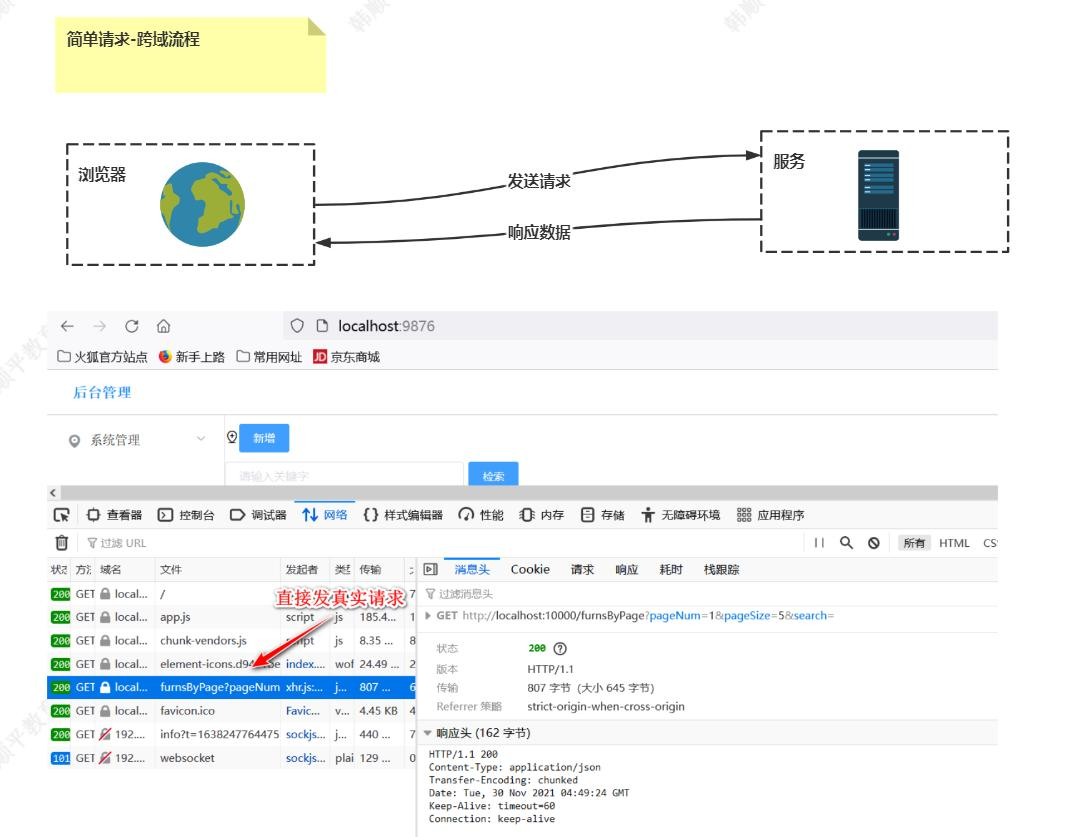 简单请求-跨域流程
浏览器
发送请求
响应数据
服务
localhost:9876
火狐官方站点 新手上路 常用网址 JD 京东商城
后台管理
系统管理
新增
请输入关键字 检索
查看器 控制台 调试器 网络 {} 样式编辑器 性能 内存 存储 无障碍环境 应用程序
过滤 URL 所有 HTML
域名 文件 发起者 传输
消息头 Cookie 请求 响应 耗时 栈跟踪
直接发真实请求
200 GET local... /
200 GET local... app.js script js 185.4...
200 GET local... chunk-vendors.js js 8.35 ...
200 GET local... index.... 24.49 ...
200 GET local... furnsByPage?pageNum xhr.js:... j... 807 ...
200 GET local... favicon.ico Favic... v... 4.45 KB
200 GET 192.... info?t=1638247764475 sockjs... j... 440 ...
101 GET 192.... websocket sockjs... plai 129 ...
过滤消息头
GET http://localhost:10000/furnsByPage?pageNum=1&pageSize=5&search=
状态 200
版本 HTTP/1.1
传输 807 字节 (大小 645 字节)
Referrer 策略 strict-origin-when-cross-origin
响应头 (162 字节)
HTTP/1.1 200
Content-Type: application/json
Transfer-Encoding: chunked
Date: Tue, 30 Nov 2021 04:49:24 GMT
Keep-Alive: timeout=60
Connection: keep-alive